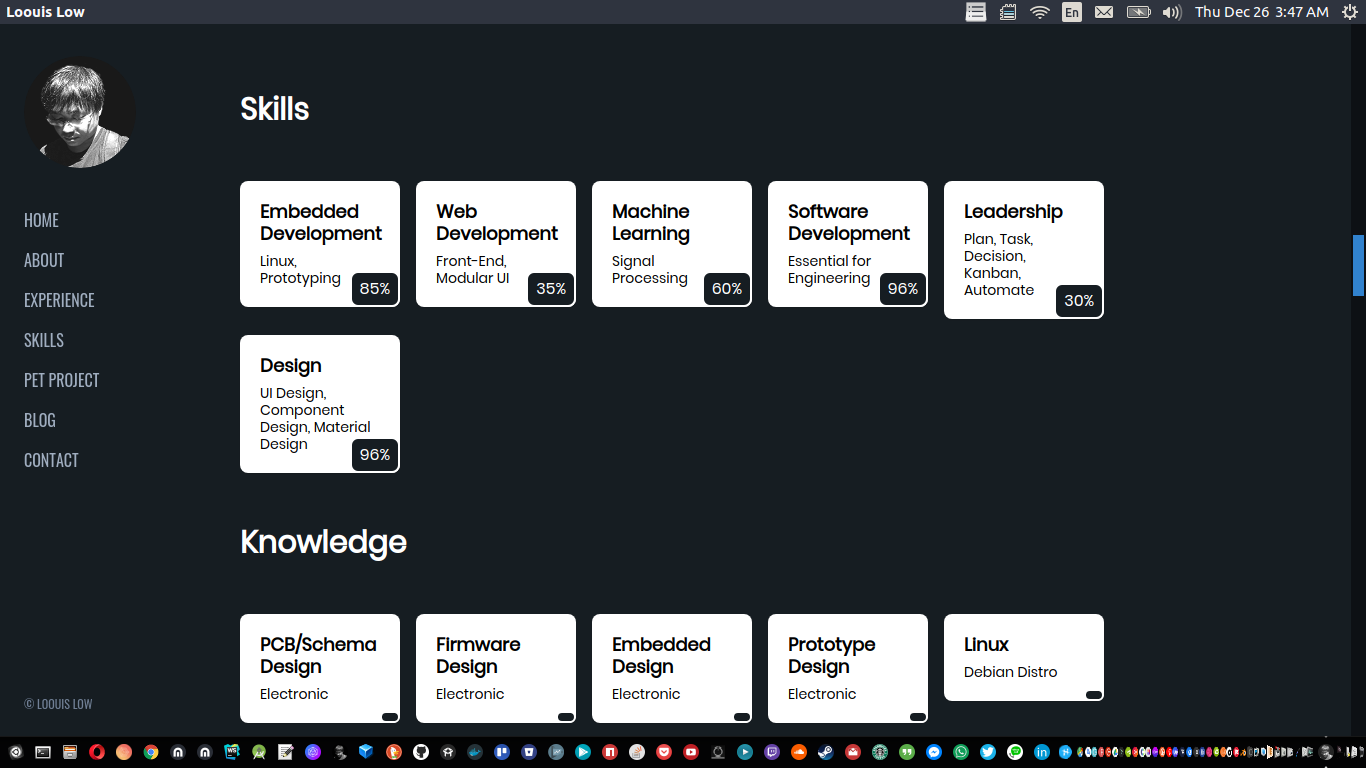 Loouis Low
En
Thu Dec 26 3:47 AM
HOME
ABOUT
EXPERIENCE
SKILLS
PET PROJECT
BLOG
CONTACT
© LOOUIS LOW
Skills
Embedded
Development
Linux,
Prototyping
85%
Web
Development
Front-End,
Modular UI
35%
Machine
Learning
Signal
Processing
60%
Software
Development
Essential for
Engineering
96%
Leadership
Plan, Task,
Decision,
Kanban,
Automate
30%
Design
UI Design,
Component
Design, Material
Design
96%
Knowledge
PCB/Schema
Design
Electronic
Firmware
Design
Electronic
Embedded
Design
Electronic
Prototype
Design
Electronic
Linux
Debian Distro